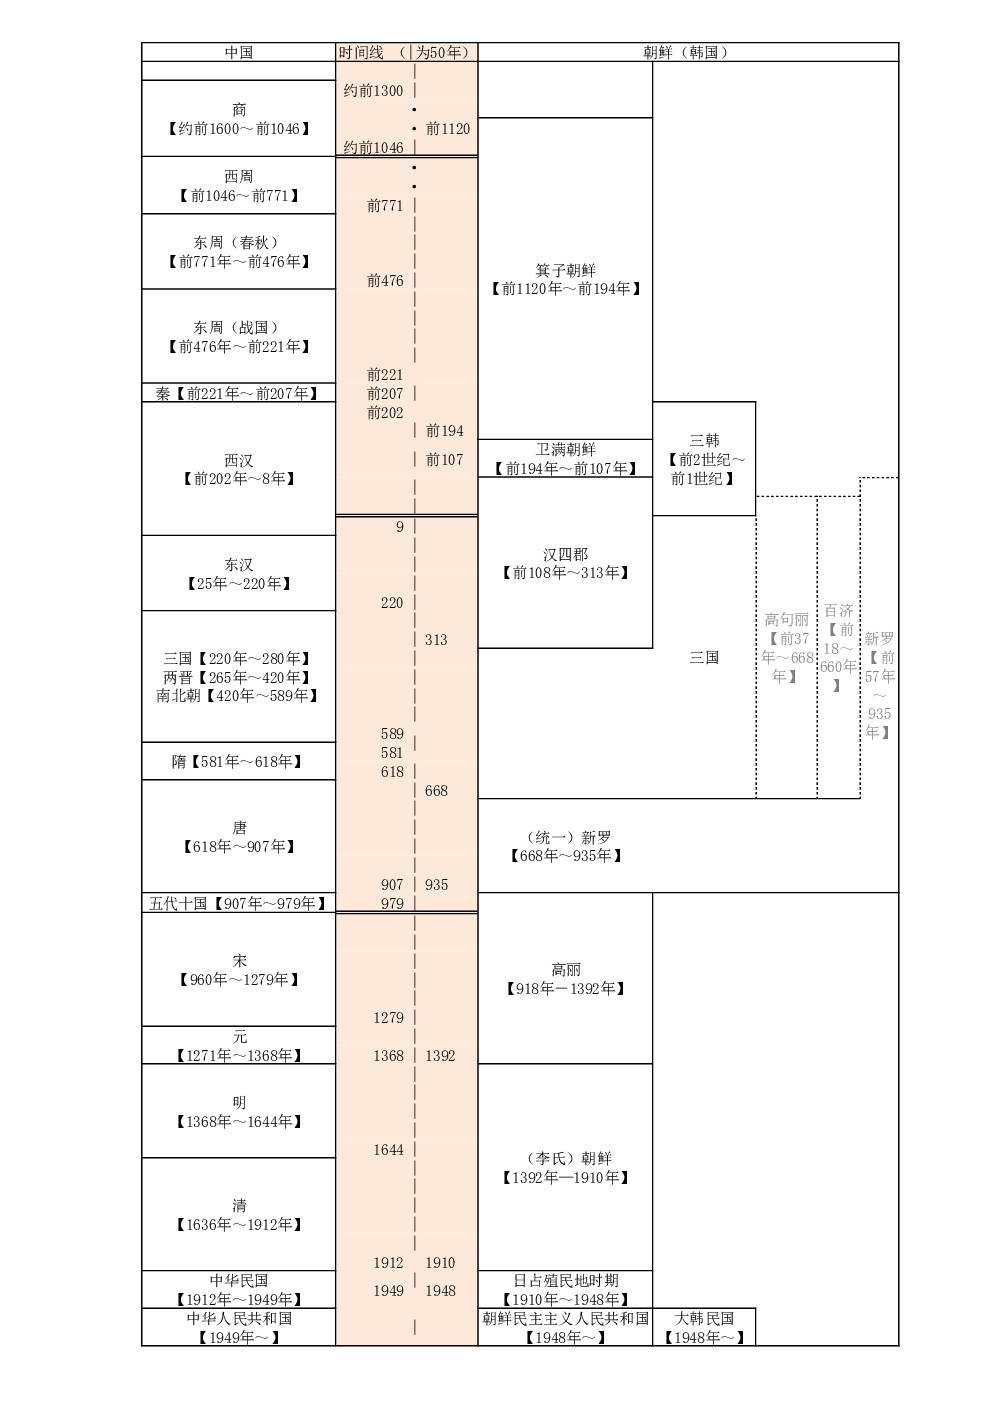 中国
时间线 （|为50年）
朝鲜（韩国）
商
【约前1600～前1046】
西周
【前1046～前771】
东周（春秋）
【前771年～前476年】
东周（战国）
【前476年～前221年】
秦【前221年～前207年】
西汉
【前202年～8年】
东汉
【25年～220年】
三国【220年～280年】
两晋【265年～420年】
南北朝【420年～589年】
隋【581年～618年】
唐
【618年～907年】
五代十国【907年～979年】
宋
【960年～1279年】
元
【1271年～1368年】
明
【1368年～1644年】
清
【1636年～1912年】
中华民国
【1912年～1949年】
中华人民共和国
【1949年～】
约前1300
前1120
约前1046
前771
前476
前221
前207
前202
前194
前107
9
220
313
589
581
618
668
907 935
979
1279
1368 1392
1644
1912 1910
1949 1948
箕子朝鲜
【前1120年～前194年】
卫满朝鲜
【前194年～前107年】
汉四郡
【前108年～313年】
三韩
【前2世纪～
前1世纪】
三国
高句丽
【前37
年～668
年】
百济
【前
18～
660年
】
新罗
【前
57年
～
935
年】
（统一）新罗
【668年～935年】
高丽
【918年－1392年】
（李氏）朝鲜
【1392年—1910年】
日占殖民地时期
【1910年～1948年】
朝鲜民主主义人民共和国
【1948年～】
大韩民国
【1948年～】